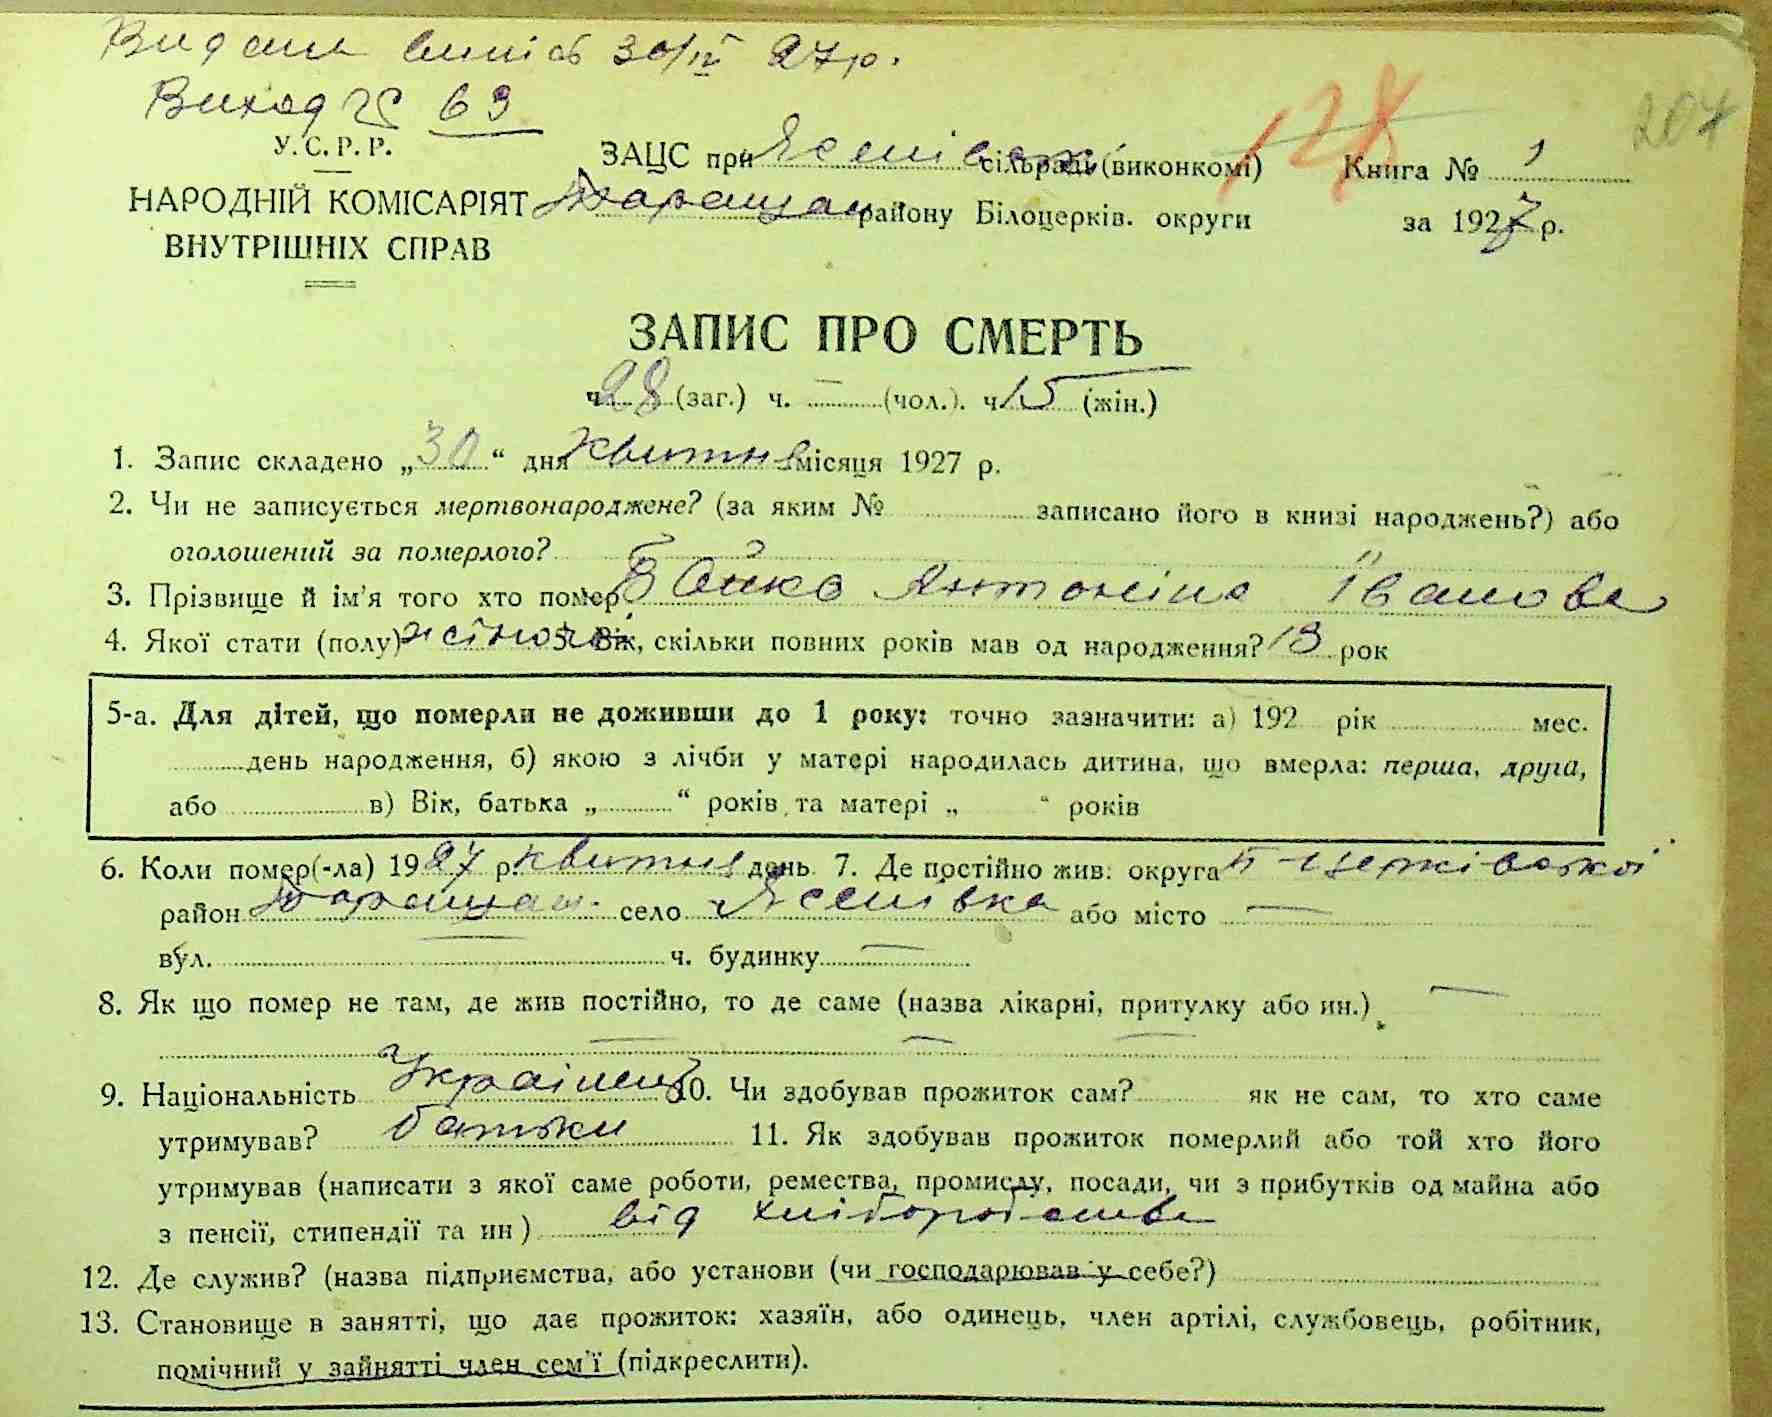 Видана 30/IV 27 р.
Виход № 63
204
128
У.С.Р.Р.
НАРОДНІЙ КОМІСАРІЯТ
ВНУТРІШНІХ СПРАВ
ЗАЦС при Ясенівськ сільраді (виконкомі) Книга № 1
Таращан району Білоцерків. округи за 1927 р.
ЗАПИС ПРО СМЕРТЬ
ч. 28 (заг.) ч. — (чол.). ч. 15 (жін.)
1. Запис складено „30“ дня квітня місяця 1927 р.
2. Чи не записується мертвонароджене? (за яким № записано його в книзі народжень?) або
оголошений за померлого?
3. Прізвище й ім'я того хто помер Бойко Антоніна Іванова
4. Якої стати (полу) жіночої 5. Вік, скільки повних років мав од народження? 13 рок
5-а. Для дітей, що померли не доживши до 1 року: точно зазначити: а) 192 рік мес.
день народження, б) якою з лічби у матері народилась дитина, що вмерла: перша, друга,
або в) Вік, батька „ “ років та матері „ “ років
6. Коли помер(-ла) 1927 р. квитня день 7. Де постійно жив: округа Б-церківської
район Таращан. село Ясенівка або місто —
вул. ч. будинку —
8. Як що помер не там, де жив постійно, то де саме (назва лікарні, притулку або ин.) —
— — —
9. Національність Українець 10. Чи здобував прожиток сам? як не сам, то хто саме
утримував? батьки 11. Як здобував прожиток померлий або той хто його
утримував (написати з якої саме роботи, ремества, промислу, посади, чи з прибутків од майна або
з пенсії, стипендії та ин) від хліборобства
12. Де служив? (назва підприємства, або установи (чи господарював у себе?)
13. Становище в занятті, що дає прожиток: хазяїн, або одинець, член артілі, службовець, робітник,
помічний у зайнятті член сем'ї (підкреслити).